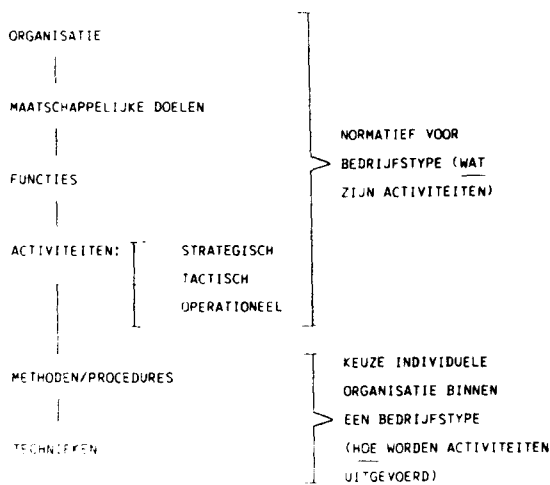 ORGANISATIE
MAATSCHAPPELIJKE DOELEN
FUNCTIES
ACTIVITEITEN:
STRATEGISCH
TACTISCH
OPERATIONEEL
NORMATIEF VOOR
BEDRIJFSTYPE (WAT
ZIJN ACTIVITEITEN)
METHODEN/PROCEDURES
TECHNIEKEN
KEUZE INDIVIDUELE
ORGANISATIE BINNEN
EEN BEDRIJFSTYPE
(HOE WORDEN ACTIVITEITEN
UITGEVOERD)